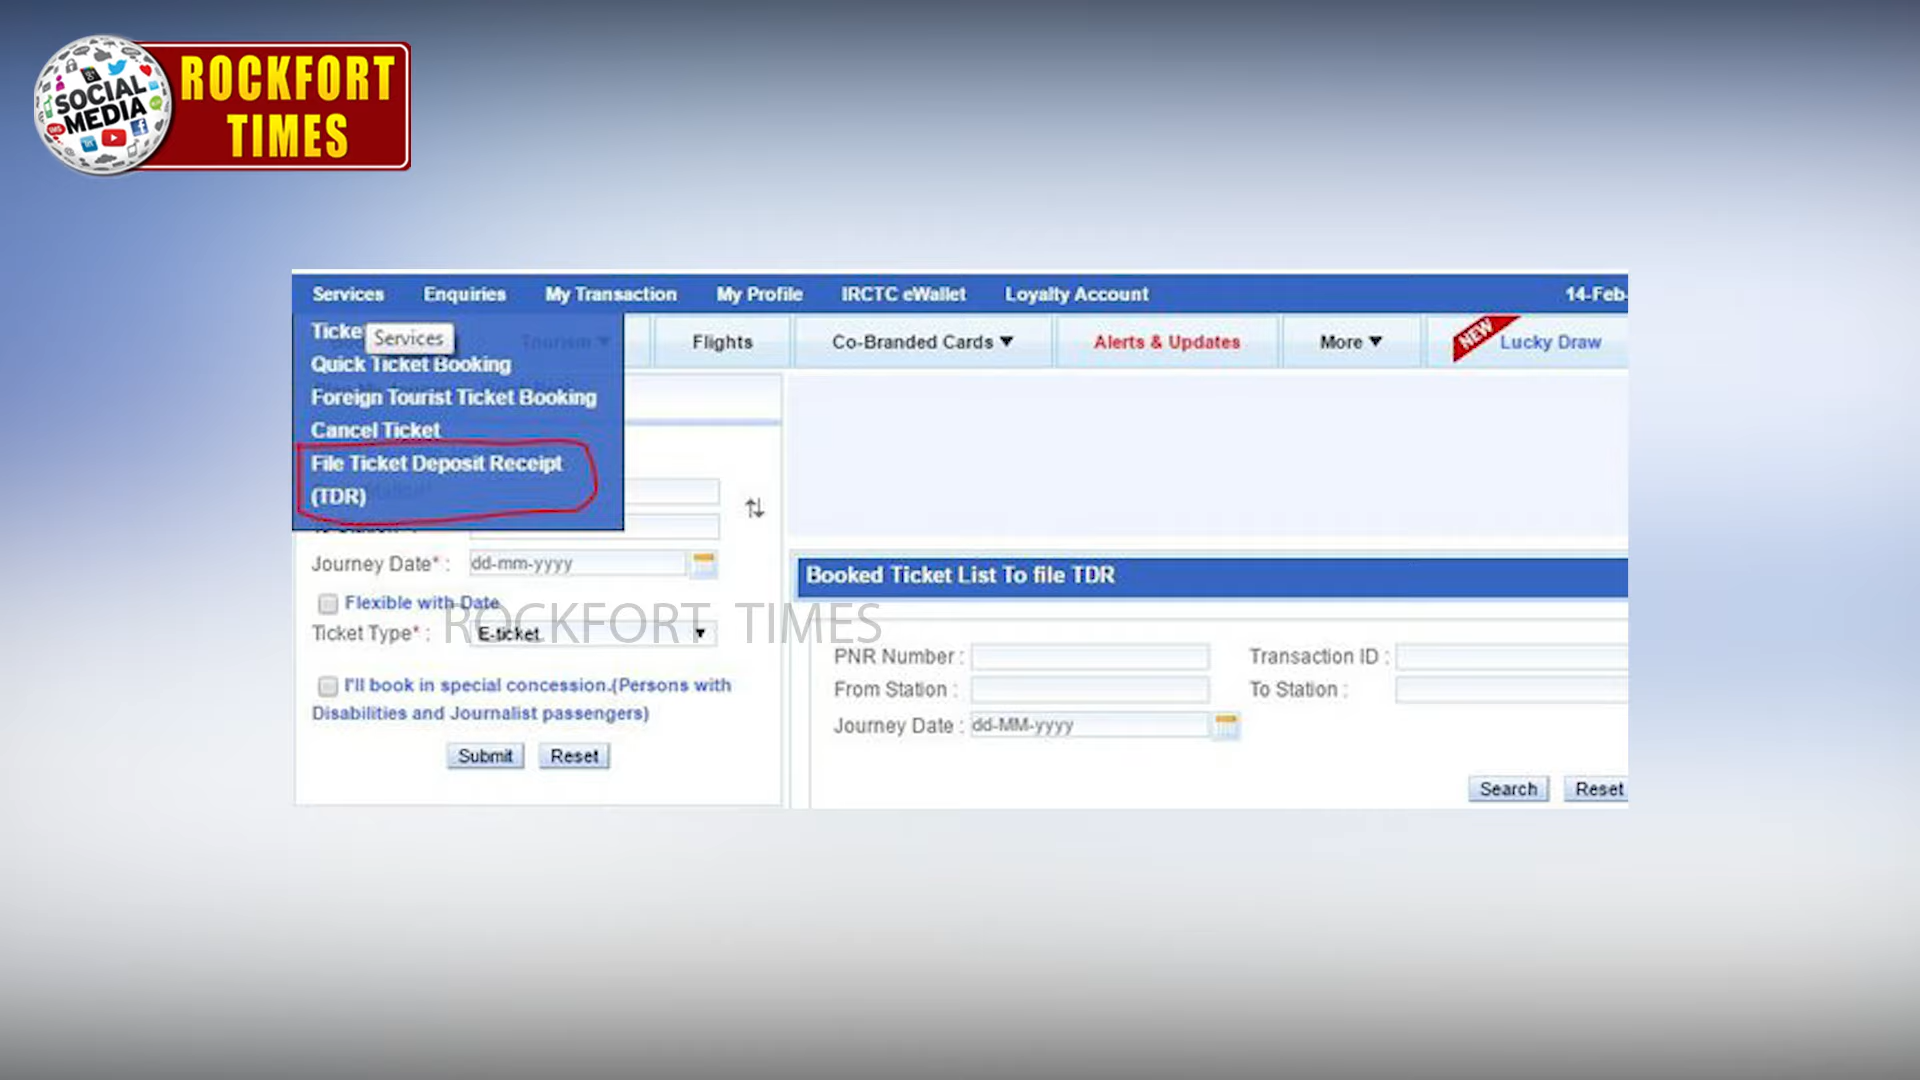 SOCIAL
MEDIA
ROCKFORT
TIMES
Services Enquiries My Transaction My Profile IRCTC eWallet Loyalty Account 14-Feb-
Services
Flights Co-Branded Cards Alerts & Updates More NEW Lucky Draw
Quick Ticket Booking
Foreign Tourist Ticket Booking
Cancel Ticket
File Ticket Deposit Receipt
(TDR)
Journey Date* : dd-mm-yyyy
Flexible with Date
Ticket Type* : E-ticket
I'll book in special concession.(Persons with
Disabilities and Journalist passengers)
Submit Reset
Booked Ticket List To file TDR
PNR Number : Transaction ID :
From Station : To Station :
Journey Date : dd-MM-yyyy
Search Reset
ROCKFORT TIMES